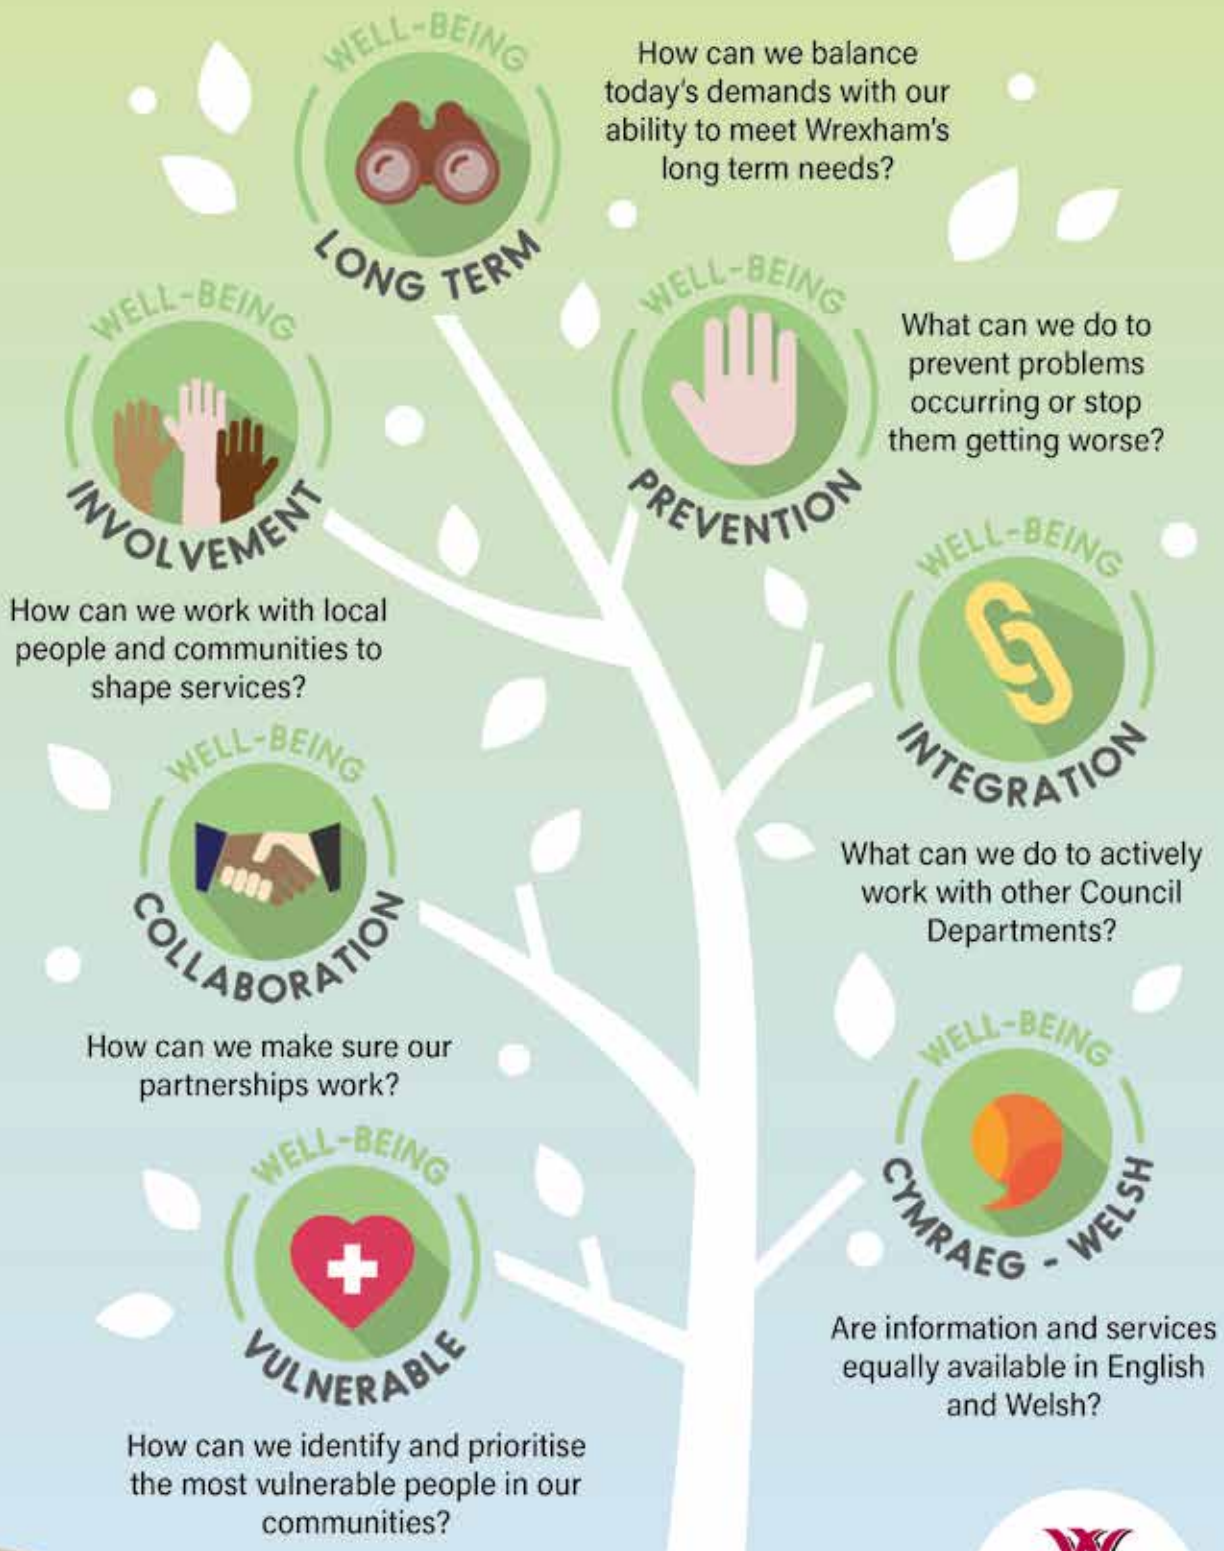 WELL-BEING
LONG TERM
How can we balance
today's demands with our
ability to meet Wrexham's
long term needs?
WELL-BEING
PREVENTION
What can we do to
prevent problems
occurring or stop
them getting worse?
WELL-BEING
INVOLVEMENT
How can we work with local
people and communities to
shape services?
WELL-BEING
INTEGRATION
What can we do to actively
work with other Council
Departments?
WELL-BEING
COLLABORATION
How can we make sure our
partnerships work?
WELL-BEING
CYMRAEG - WELSH
Are information and services
equally available in English
and Welsh?
WELL-BEING
VULNERABLE
How can we identify and prioritise
the most vulnerable people in our
communities?